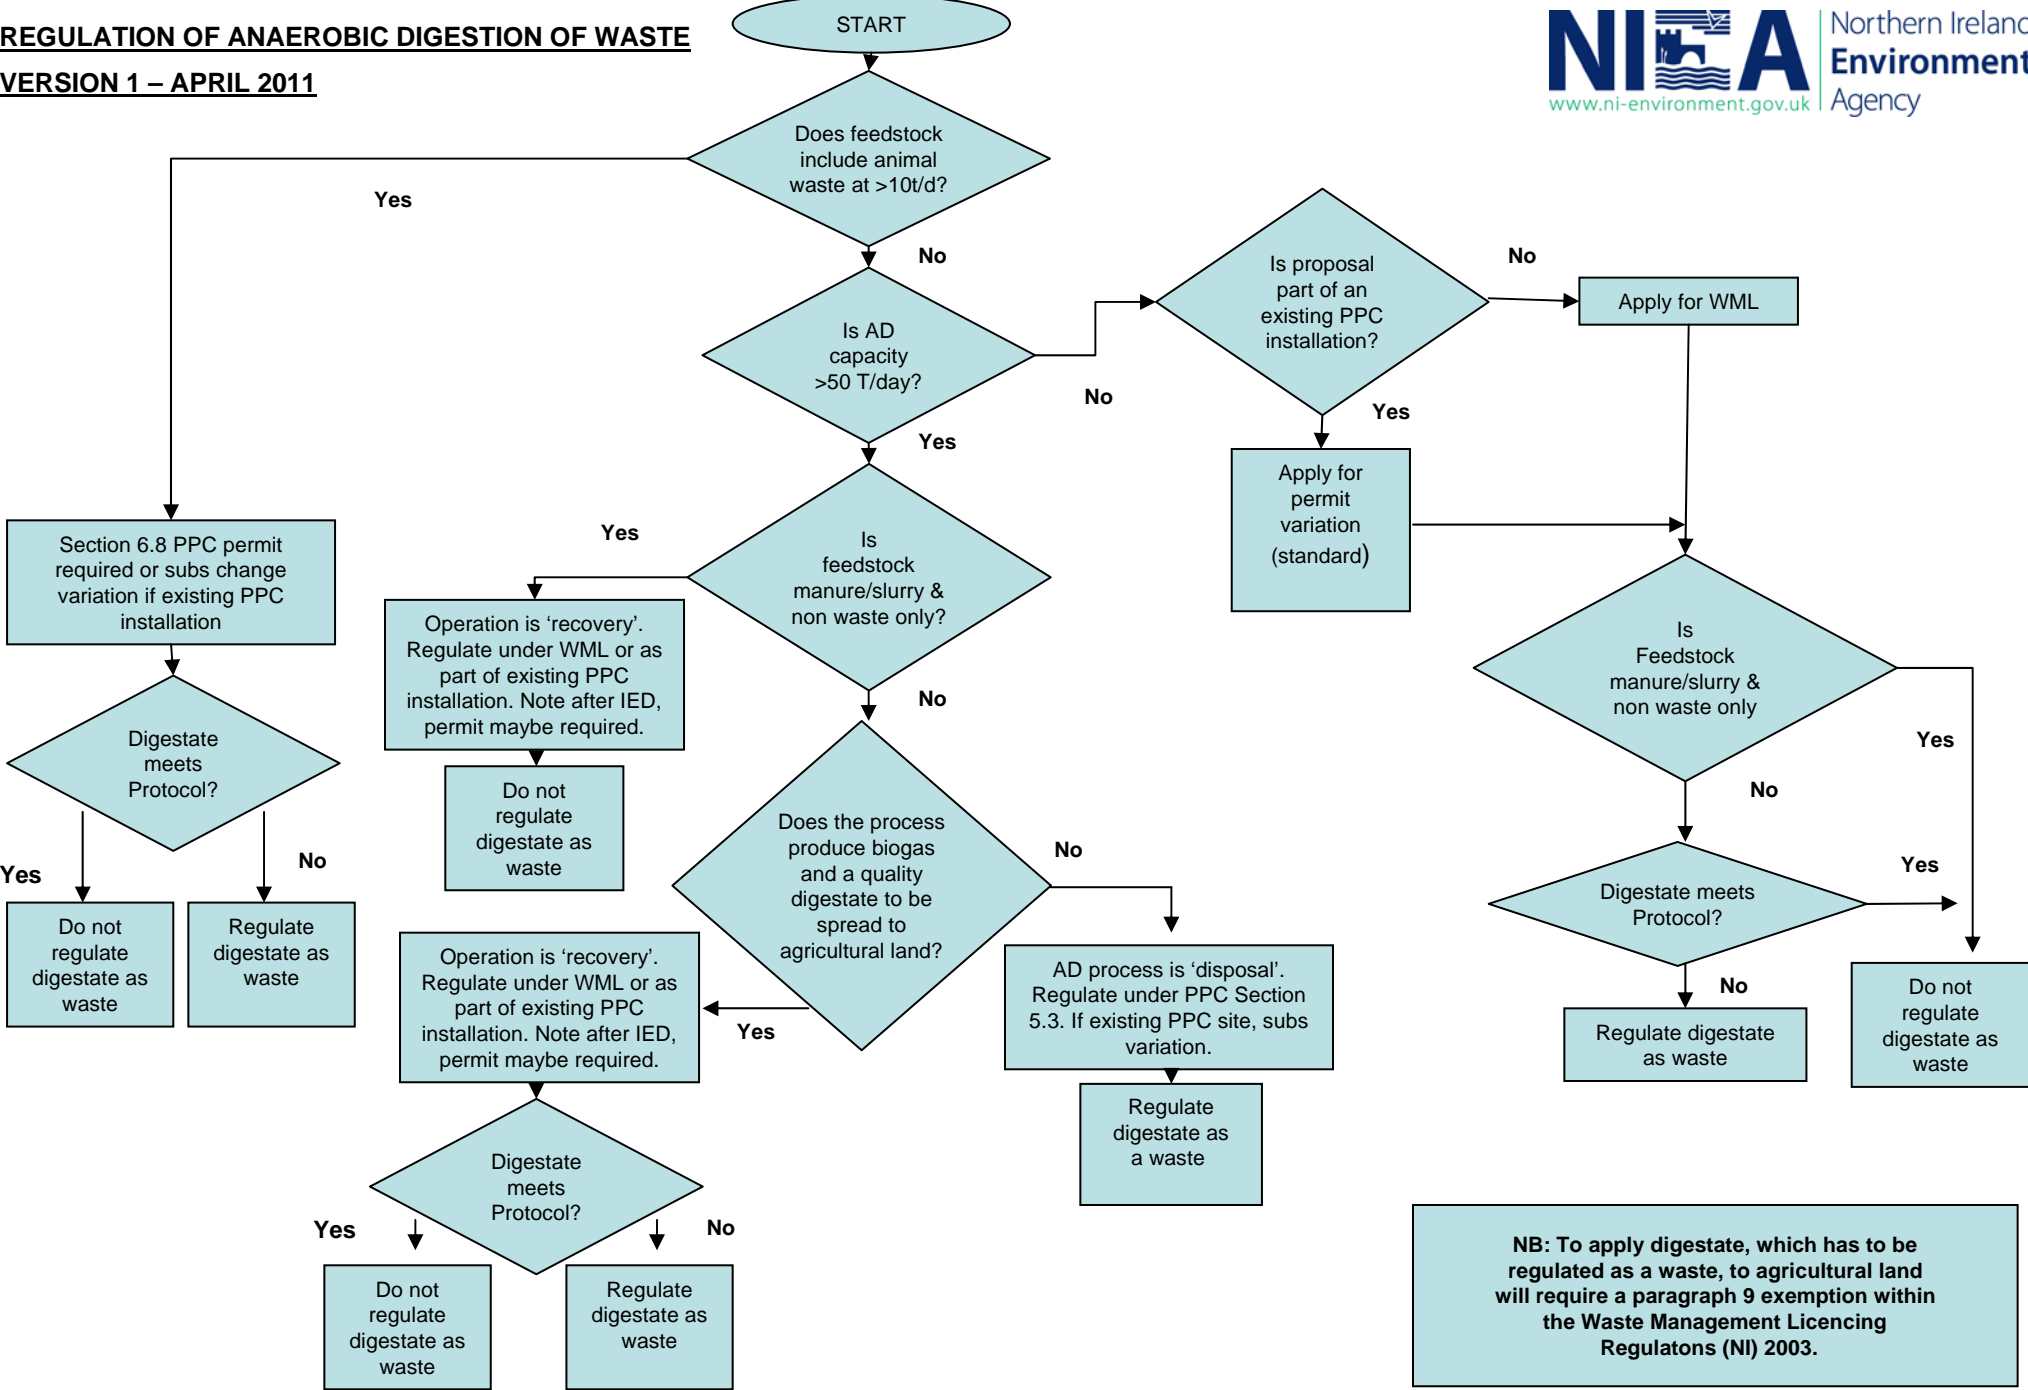 REGULATION OF ANAEROBIC DIGESTION OF WASTE
VERSION 1 – APRIL 2011
START
NIEA
www.ni-environment.gov.uk
Northern Ireland
Environment
Agency
Does feedstock
include animal
waste at >10t/d?
Yes
No
Is AD
capacity
>50 T/day?
No
Yes
Is proposal
part of an
existing PPC
installation?
No
Yes
Apply for WML
Apply for
permit
variation
(standard)
Section 6.8 PPC permit
required or subs change
variation if existing PPC
installation
Yes
Is
feedstock
manure/slurry &
non waste only?
No
Operation is ‘recovery’.
Regulate under WML or as
part of existing PPC
installation. Note after IED,
permit maybe required.
Do not
regulate
digestate as
waste
Is
Feedstock
manure/slurry &
non waste only
Yes
No
Digestate
meets
Protocol?
Yes
No
Do not
regulate
digestate as
waste
Regulate
digestate as
waste
Does the process
produce biogas
and a quality
digestate to be
spread to
agricultural land?
No
Yes
Operation is ‘recovery’.
Regulate under WML or as
part of existing PPC
installation. Note after IED,
permit maybe required.
AD process is ‘disposal’.
Regulate under PPC Section
5.3. If existing PPC site, subs
variation.
Regulate
digestate as
a waste
Digestate meets
Protocol?
Yes
No
Regulate digestate
as waste
Do not
regulate
digestate as
waste
Digestate
meets
Protocol?
Yes
No
Do not
regulate
digestate as
waste
Regulate
digestate as
waste
NB: To apply digestate, which has to be
regulated as a waste, to agricultural land
will require a paragraph 9 exemption within
the Waste Management Licencing
Regulatons (NI) 2003.